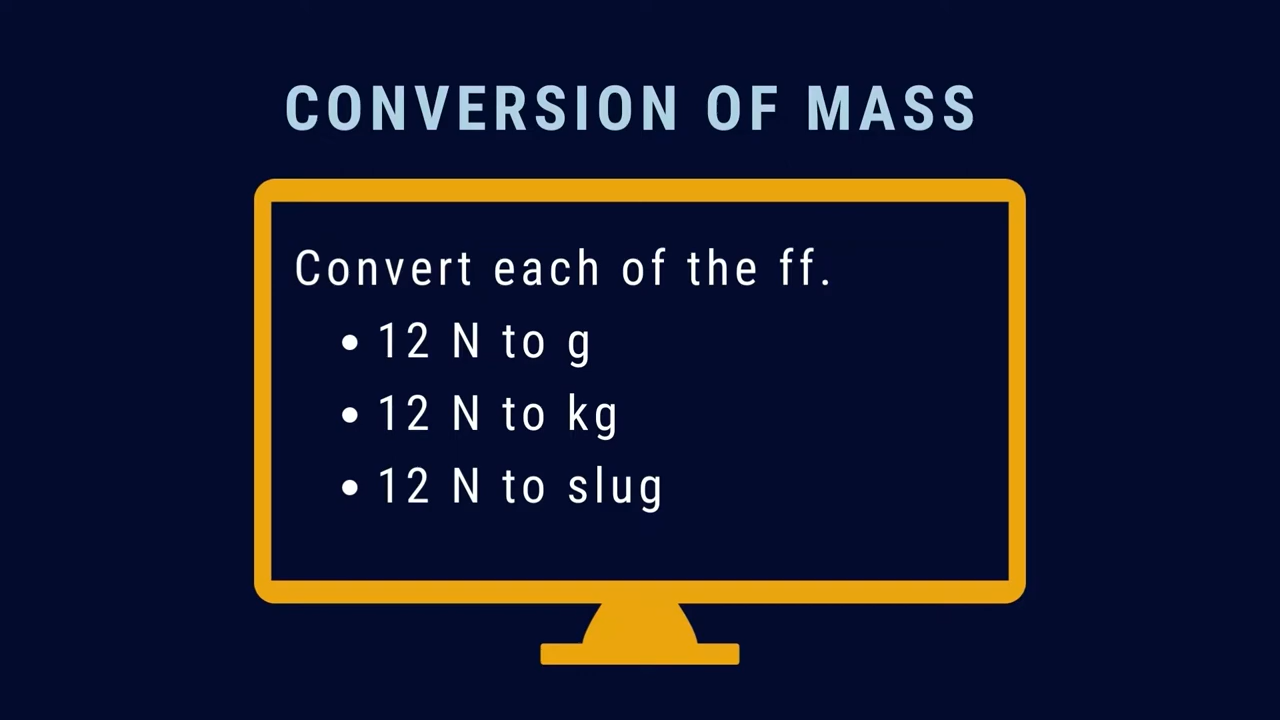 CONVERSION OF MASS
Convert each of the ff.
• 12 N to g
• 12 N to kg
• 12 N to slug